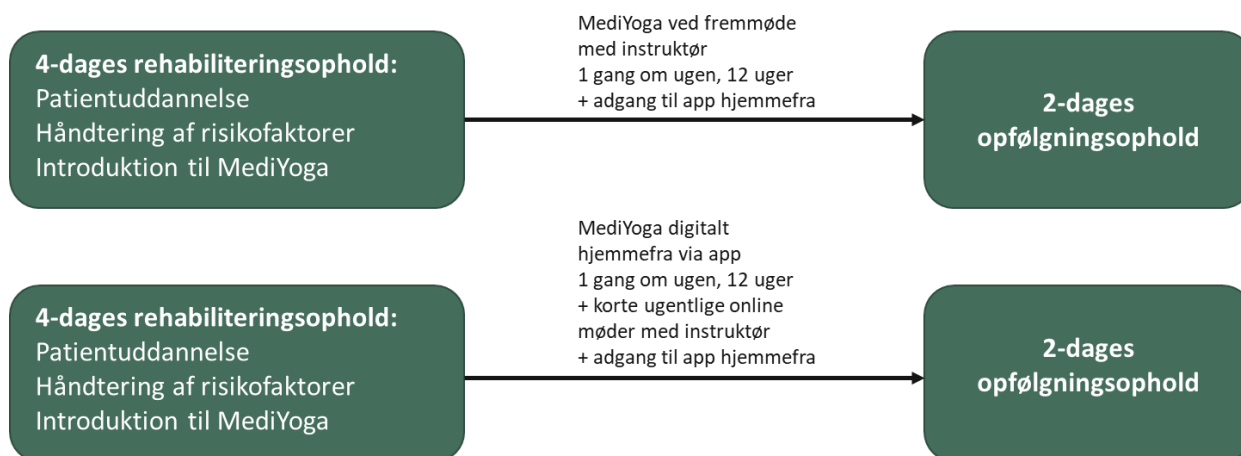 4-dages rehabiliteringsophold:
Patientuddannelse
Håndtering af risikofaktorer
Introduktion til MediYoga
MediYoga ved fremmøde
med instruktør
1 gang om ugen, 12 uger
+ adgang til app hjemmefra
2-dages
opfølgningsophold
4-dages rehabiliteringsophold:
Patientuddannelse
Håndtering af risikofaktorer
Introduktion til MediYoga
MediYoga digitalt
hjemmefra via app
1 gang om ugen, 12 uger
+ korte ugentlige online
møder med instruktør
+ adgang til app hjemmefra
2-dages
opfølgningsophold